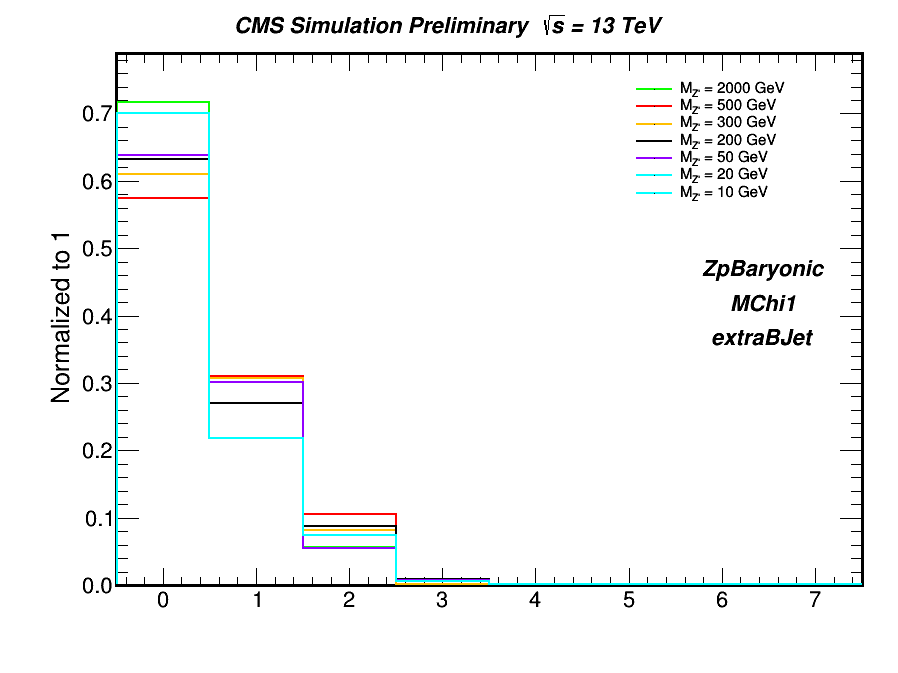 CMS Simulation Preliminary √s = 13 TeV
0.7
0.6
0.5
0.4
0.3
0.2
0.1
0.0
Normalized to 1
M_Z' = 2000 GeV
M_Z' = 500 GeV
M_Z' = 300 GeV
M_Z' = 200 GeV
M_Z' = 50 GeV
M_Z' = 20 GeV
M_Z' = 10 GeV
ZpBaryonic
MChi1
extraBJet
0 1 2 3 4 5 6 7